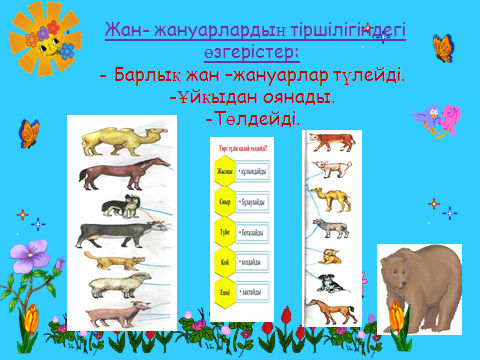 Жан- жануарлардың тіршілігіндегі
өзгерістер:
- Барлық жан –жануарлар түлейді.
-Ұйқыдан оянады.
-Төлдейді.
Төрт түлік қалай төлдейді?
Жылқы • құлындайды
Сиыр • бұзаулайды
Түйе • боталайды
Қой • қоздайды
Ешкі • лақтайды